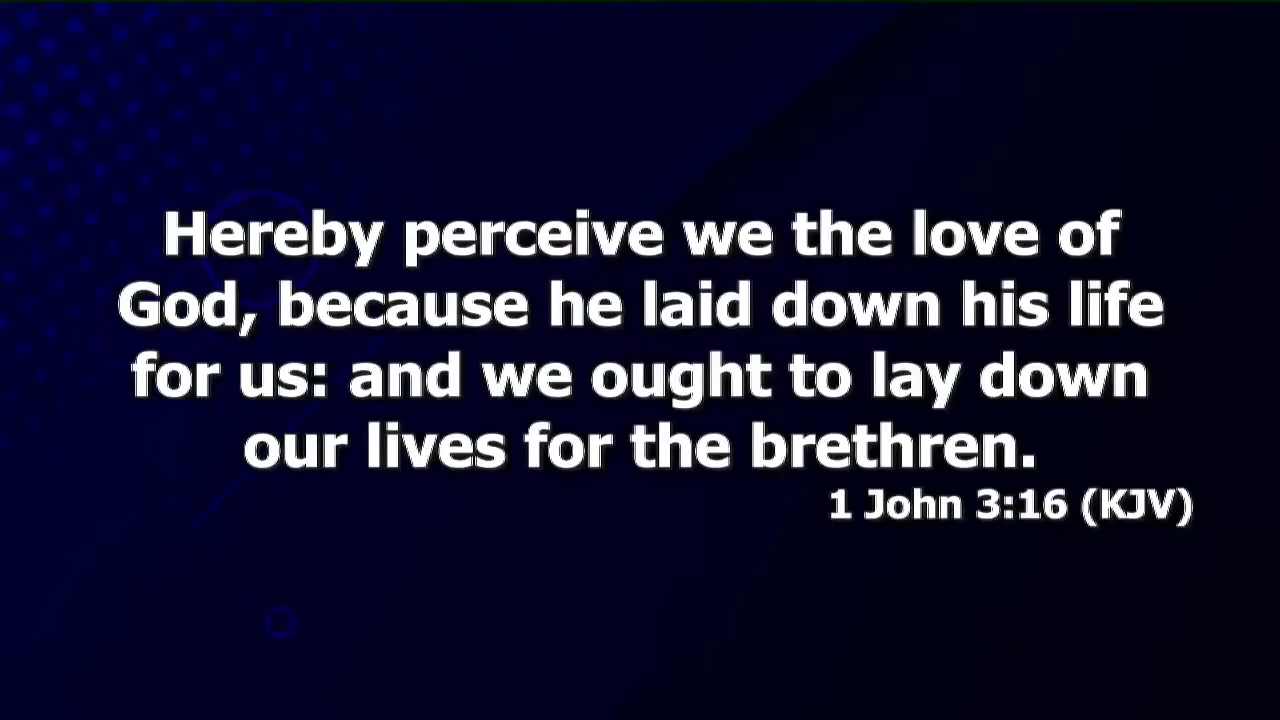 Hereby perceive we the love of
God, because he laid down his life
for us: and we ought to lay down
our lives for the brethren.
1 John 3:16 (KJV)